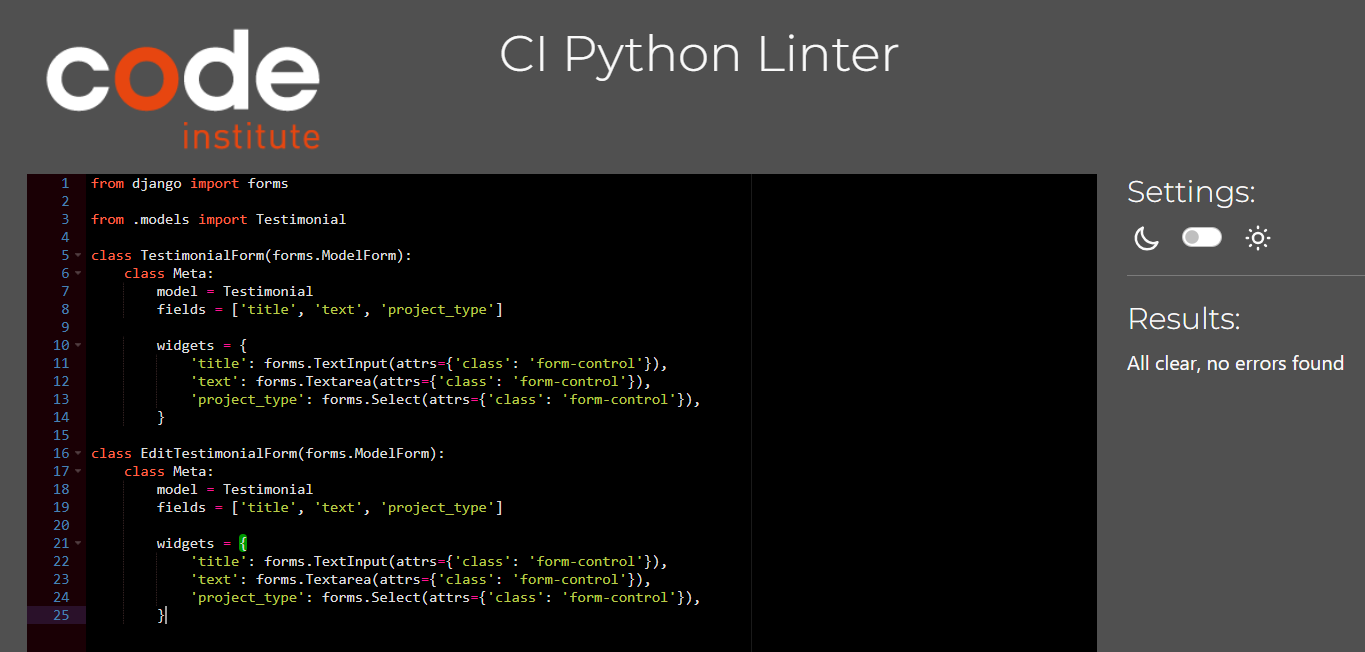 code
institute
CI Python Linter
1 from django import forms
2
3 from .models import Testimonial
4
5 class TestimonialForm(forms.ModelForm):
6     class Meta:
7         model = Testimonial
8         fields = ['title', 'text', 'project_type']
9
10         widgets = {
11             'title': forms.TextInput(attrs={'class': 'form-control'}),
12             'text': forms.Textarea(attrs={'class': 'form-control'}),
13             'project_type': forms.Select(attrs={'class': 'form-control'}),
14         }
15
16 class EditTestimonialForm(forms.ModelForm):
17     class Meta:
18         model = Testimonial
19         fields = ['title', 'text', 'project_type']
20
21         widgets = {
22             'title': forms.TextInput(attrs={'class': 'form-control'}),
23             'text': forms.Textarea(attrs={'class': 'form-control'}),
24             'project_type': forms.Select(attrs={'class': 'form-control'}),
25         }
Settings:
Results:
All clear, no errors found